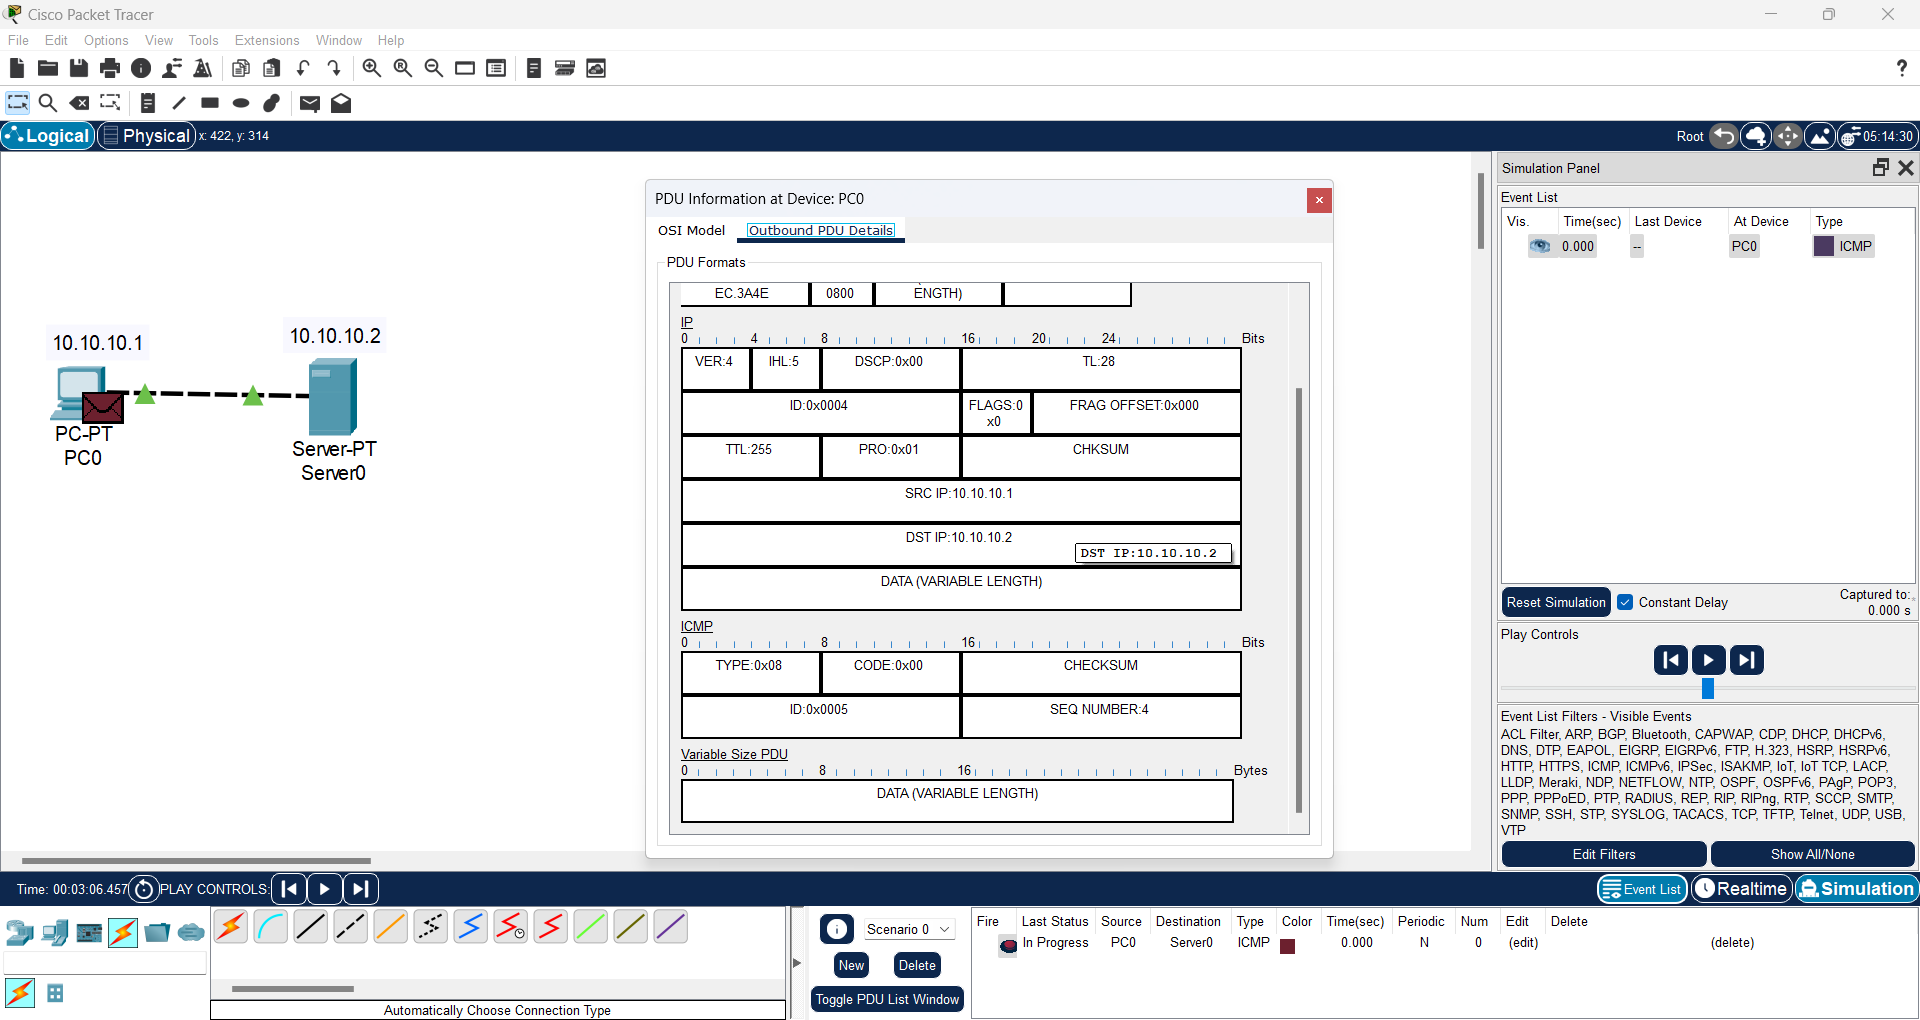 Cisco Packet Tracer
File Edit Options View Tools Extensions Window Help
?
Logical Physical x: 422, y: 314 Root 05:14:30
Simulation Panel
Event List
Vis. Time(sec) Last Device At Device Type
0.000 -- PC0 ICMP
10.10.10.1
10.10.10.2
PC-PT
PC0
Server-PT
Server0
PDU Information at Device: PC0
OSI Model Outbound PDU Details
PDU Formats
EC.3A4E 0800 ENGTH)
IP
0 4 8 16 20 24 Bits
VER:4 IHL:5 DSCP:0x00 TL:28
ID:0x0004 FLAGS:0 FRAG OFFSET:0x000
x0
TTL:255 PRO:0x01 CHKSUM
SRC IP:10.10.10.1
DST IP:10.10.10.2
DST IP:10.10.10.2
DATA (VARIABLE LENGTH)
ICMP
0 8 16 Bits
TYPE:0x08 CODE:0x00 CHECKSUM
ID:0x0005 SEQ NUMBER:4
Variable Size PDU
0 8 16 Bytes
DATA (VARIABLE LENGTH)
Reset Simulation Constant Delay Captured to:
0.000 s
Play Controls
Event List Filters - Visible Events
ACL Filter, ARP, BGP, Bluetooth, CAPWAP, CDP, DHCP, DHCPv6,
DNS, DTP, EAPOL, EIGRP, EIGRPv6, FTP, H.323, HSRP, HSRPv6,
HTTP, HTTPS, ICMP, ICMPv6, IPSec, ISAKMP, IoT, IoT TCP, LACP,
LLDP, Meraki, NDP, NETFLOW, NTP, OSPF, OSPFv6, PAgP, POP3,
PPP, PPPoED, PTP, RADIUS, REP, RIP, RIPng, RTP, SCCP, SMTP,
SNMP, SSH, STP, SYSLOG, TACACS, TCP, TFTP, Telnet, UDP, USB,
VTP
Edit Filters Show All/None
Time: 00:03:06.457 PLAY CONTROLS: Event List Realtime Simulation
Scenario 0
New Delete
Toggle PDU List Window
Automatically Choose Connection Type
Fire Last Status Source Destination Type Color Time(sec) Periodic Num Edit Delete
In Progress PC0 Server0 ICMP 0.000 N 0 (edit) (delete)